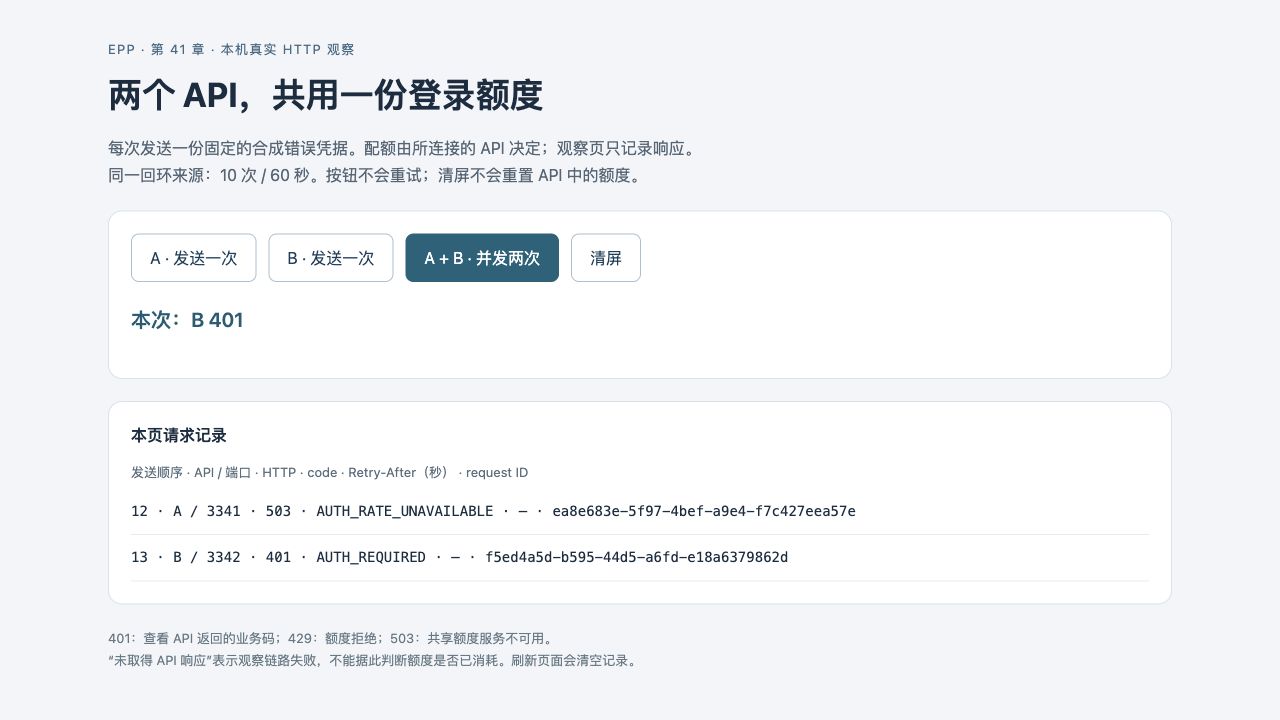 EPP · 第 41 章 · 本机真实 HTTP 观察
两个 API，共用一份登录额度
每次发送一份固定的合成错误凭据。配额由所连接的 API 决定；观察页只记录响应。
同一回环来源：10 次 / 60 秒。按钮不会重试；清屏不会重置 API 中的额度。
A · 发送一次
B · 发送一次
A + B · 并发两次
清屏
本次：B 401
本页请求记录
发送顺序 · API / 端口 · HTTP · code · Retry-After（秒） · request ID
12 · A / 3341 · 503 · AUTH_RATE_UNAVAILABLE · — · ea8e683e-5f97-4bef-a9e4-f7c427eea57e
13 · B / 3342 · 401 · AUTH_REQUIRED · — · f5ed4a5d-b595-44d5-a6fd-e18a6379862d
401：查看 API 返回的业务码；429：额度拒绝；503：共享额度服务不可用。
“未取得 API 响应”表示观察链路失败，不能据此判断额度是否已消耗。刷新页面会清空记录。